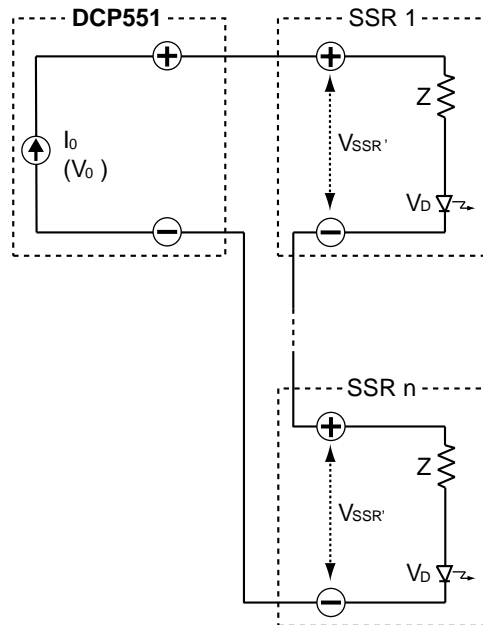 DCP551
SSR 1
+
+
Z
I0
(V0 )
VSSR'
VD
−
−
SSR n
+
Z
VSSR'
VD
−